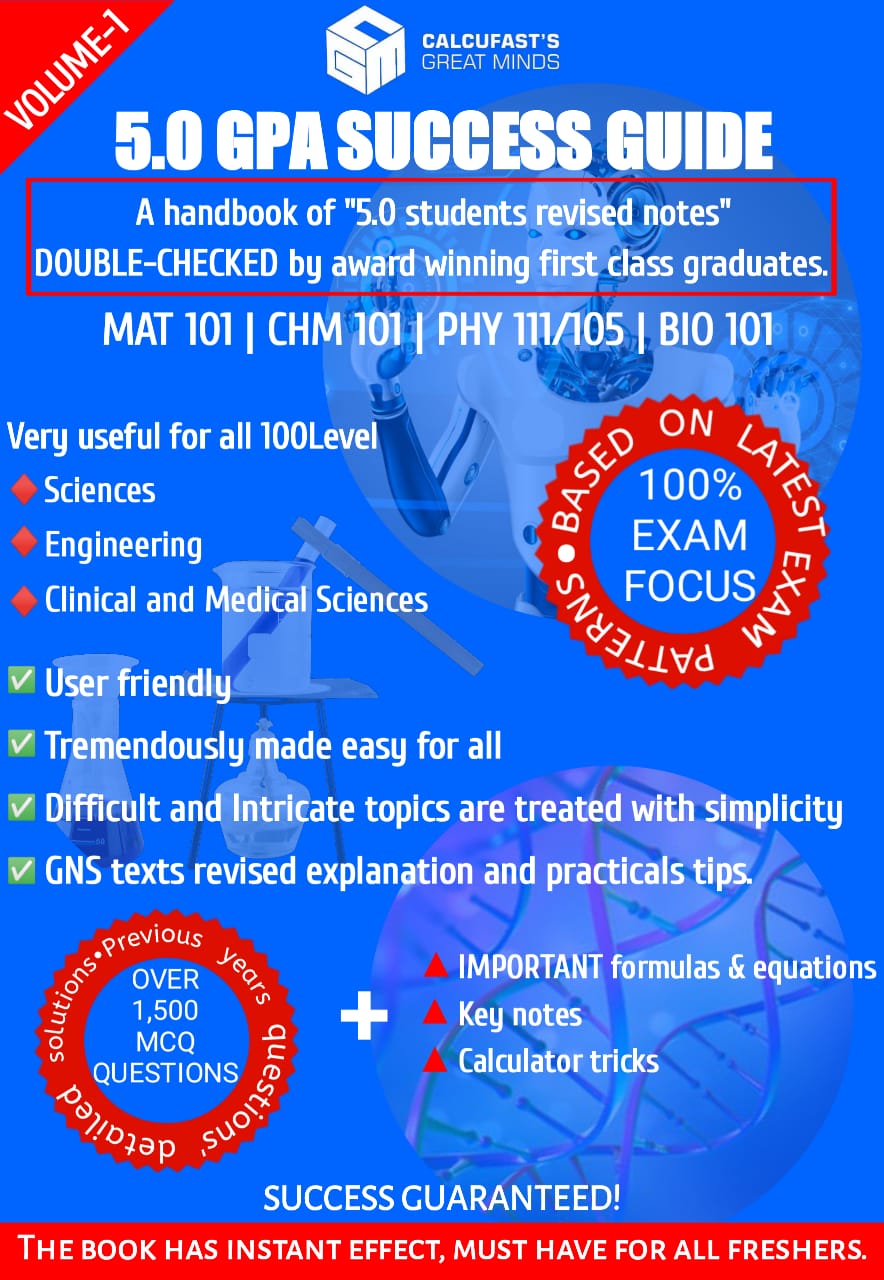 VOLUME-1
CGM
CALCUFAST'S
GREAT MINDS
5.0 GPA SUCCESS GUIDE
A handbook of "5.0 students revised notes"
DOUBLE-CHECKED by award winning first class graduates.
MAT 101 | CHM 101 | PHY 111/105 | BIO 101
Very useful for all 100Level
Sciences
Engineering
Clinical and Medical Sciences
BASED ON LATEST EXAM PATTERNS
100%
EXAM
FOCUS
User friendly
Tremendously made easy for all
Difficult and Intricate topics are treated with simplicity
GNS texts revised explanation and practicals tips.
Previous years questions' detailed solutions
OVER
1,500
MCQ
QUESTIONS
+
IMPORTANT formulas & equations
Key notes
Calculator tricks
SUCCESS GUARANTEED!
THE BOOK HAS INSTANT EFFECT, MUST HAVE FOR ALL FRESHERS.